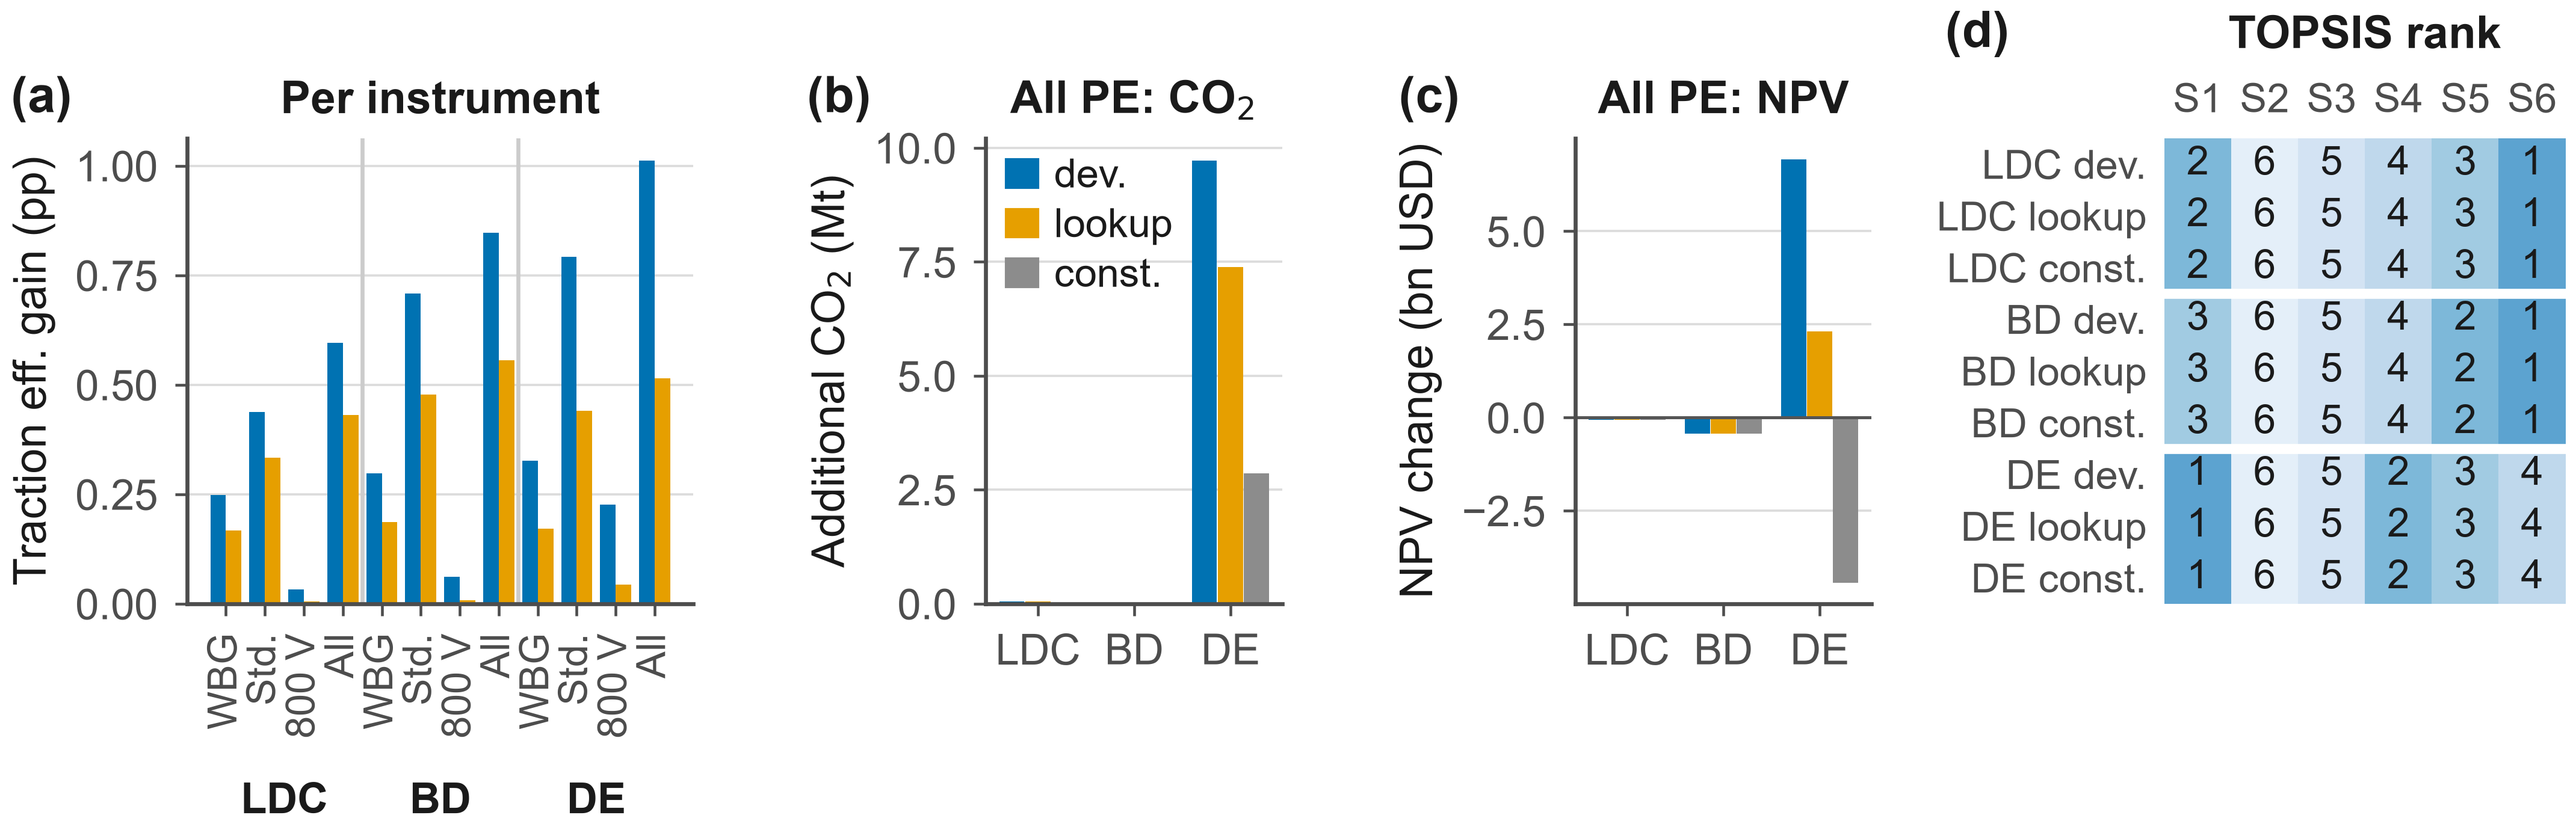 (a)
Per instrument
Traction eff. gain (pp)
1.00
0.75
0.50
0.25
0.00
WBG
Std.
800 V
All
WBG
Std.
800 V
All
WBG
Std.
800 V
All
LDC
BD
DE
(b)
All PE: CO₂
Additional CO₂ (Mt)
10.0
7.5
5.0
2.5
0.0
dev.
lookup
const.
LDC BD DE
(c)
All PE: NPV
NPV change (bn USD)
5.0
2.5
0.0
−2.5
LDC BD DE
(d)
TOPSIS rank
S1 S2 S3 S4 S5 S6
LDC dev. 2 6 5 4 3 1
LDC lookup 2 6 5 4 3 1
LDC const. 2 6 5 4 3 1
BD dev. 3 6 5 4 2 1
BD lookup 3 6 5 4 2 1
BD const. 3 6 5 4 2 1
DE dev. 1 6 5 2 3 4
DE lookup 1 6 5 2 3 4
DE const. 1 6 5 2 3 4